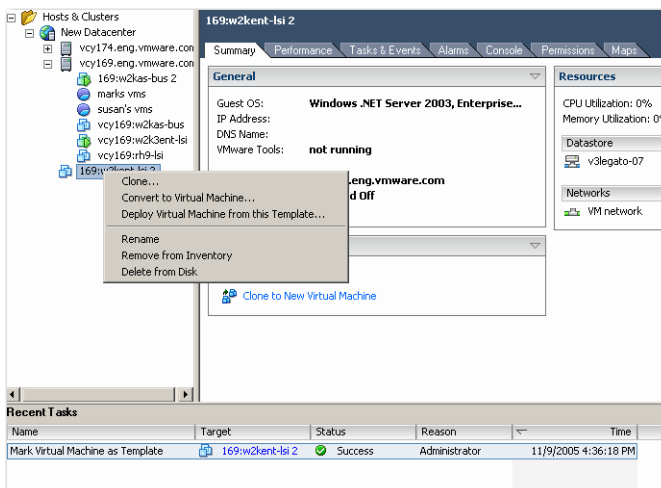 Hosts & Clusters
New Datacenter
vcy174.eng.vmware.con
vcy169.eng.vmware.con
169:w2kas-bus 2
marks vms
susan's vms
vcy169:w2kas-bus
vcy169:w2k3ent-lsi
vcy169:rh9-lsi
169:w2kent-lsi 2
Clone...
Convert to Virtual Machine...
Deploy Virtual Machine from this Template...
Rename
Remove from Inventory
Delete from Disk
169:w2kent-lsi 2
Summary Performance Tasks & Events Alarms Console Permissions Maps
General
Guest OS: Windows .NET Server 2003, Enterprise...
IP Address:
DNS Name:
VMware Tools: not running
.eng.vmware.com
d Off
Clone to New Virtual Machine
Resources
CPU Utilization: 0%
Memory Utilization: 0%
Datastore
v3legato-07
Networks
VM network
Recent Tasks
Name Target Status Reason Time
Mark Virtual Machine as Template 169:w2kent-lsi 2 Success Administrator 11/9/2005 4:36:18 PM